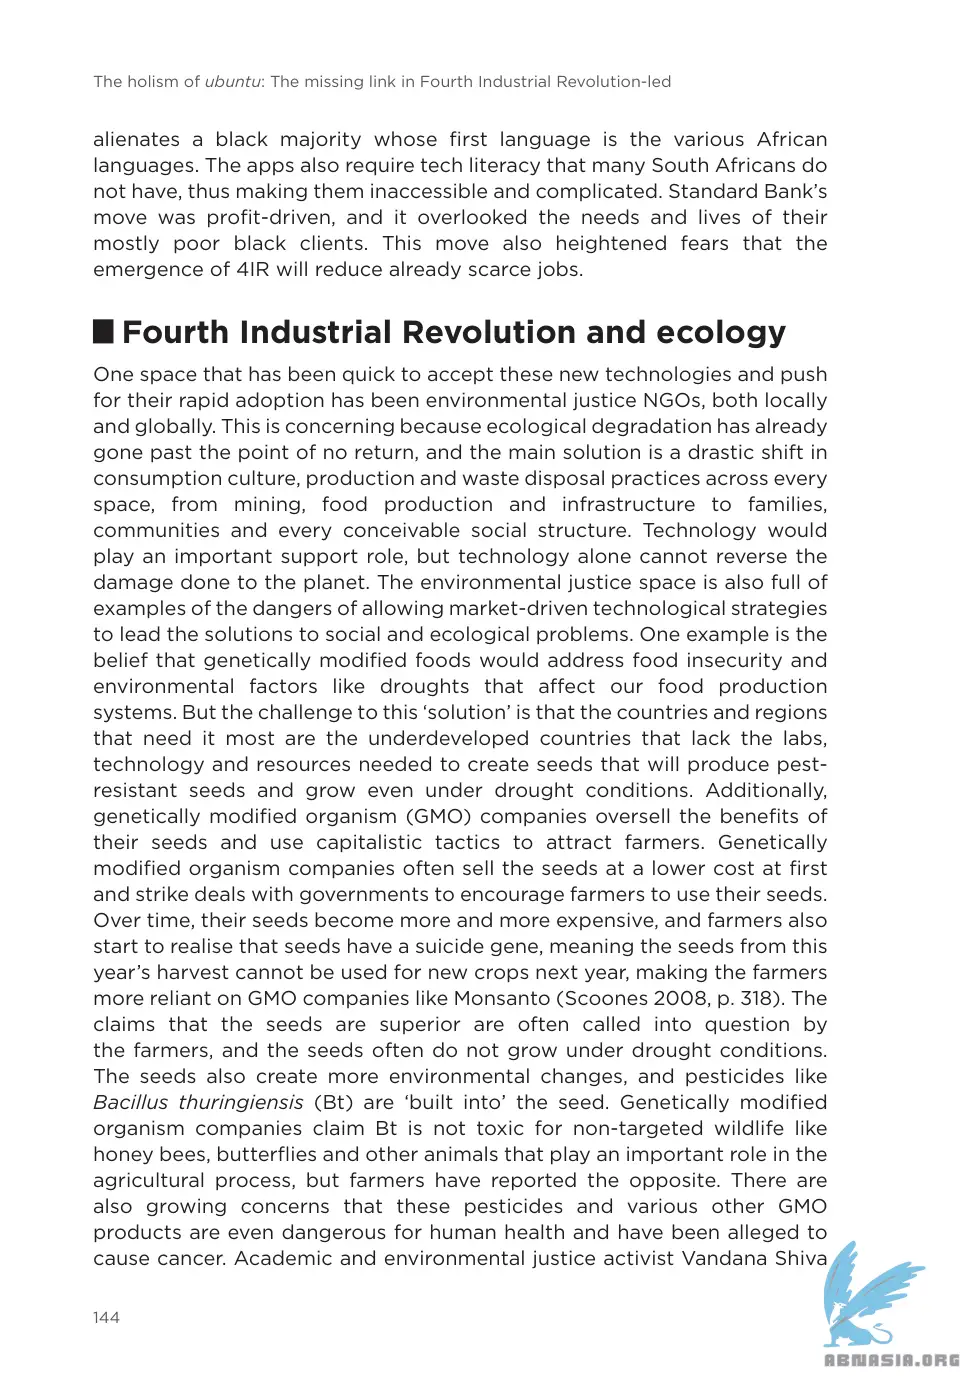 The holism of ubuntu: The missing link in Fourth Industrial Revolution-led
alienates a black majority whose first language is the various African
languages. The apps also require tech literacy that many South Africans do
not have, thus making them inaccessible and complicated. Standard Bank’s
move was profit-driven, and it overlooked the needs and lives of their
mostly poor black clients. This move also heightened fears that the
emergence of 4IR will reduce already scarce jobs.
Fourth Industrial Revolution and ecology
One space that has been quick to accept these new technologies and push
for their rapid adoption has been environmental justice NGOs, both locally
and globally. This is concerning because ecological degradation has already
gone past the point of no return, and the main solution is a drastic shift in
consumption culture, production and waste disposal practices across every
space, from mining, food production and infrastructure to families,
communities and every conceivable social structure. Technology would
play an important support role, but technology alone cannot reverse the
damage done to the planet. The environmental justice space is also full of
examples of the dangers of allowing market-driven technological strategies
to lead the solutions to social and ecological problems. One example is the
belief that genetically modified foods would address food insecurity and
environmental factors like droughts that affect our food production
systems. But the challenge to this ‘solution’ is that the countries and regions
that need it most are the underdeveloped countries that lack the labs,
technology and resources needed to create seeds that will produce pest-
resistant seeds and grow even under drought conditions. Additionally,
genetically modified organism (GMO) companies oversell the benefits of
their seeds and use capitalistic tactics to attract farmers. Genetically
modified organism companies often sell the seeds at a lower cost at first
and strike deals with governments to encourage farmers to use their seeds.
Over time, their seeds become more and more expensive, and farmers also
start to realise that seeds have a suicide gene, meaning the seeds from this
year’s harvest cannot be used for new crops next year, making the farmers
more reliant on GMO companies like Monsanto (Scoones 2008, p. 318). The
claims that the seeds are superior are often called into question by
the farmers, and the seeds often do not grow under drought conditions.
The seeds also create more environmental changes, and pesticides like
Bacillus thuringiensis (Bt) are ‘built into’ the seed. Genetically modified
organism companies claim Bt is not toxic for non-targeted wildlife like
honey bees, butterflies and other animals that play an important role in the
agricultural process, but farmers have reported the opposite. There are
also growing concerns that these pesticides and various other GMO
products are even dangerous for human health and have been alleged to
cause cancer. Academic and environmental justice activist Vandana Shiva
144
ABNASIA.ORG